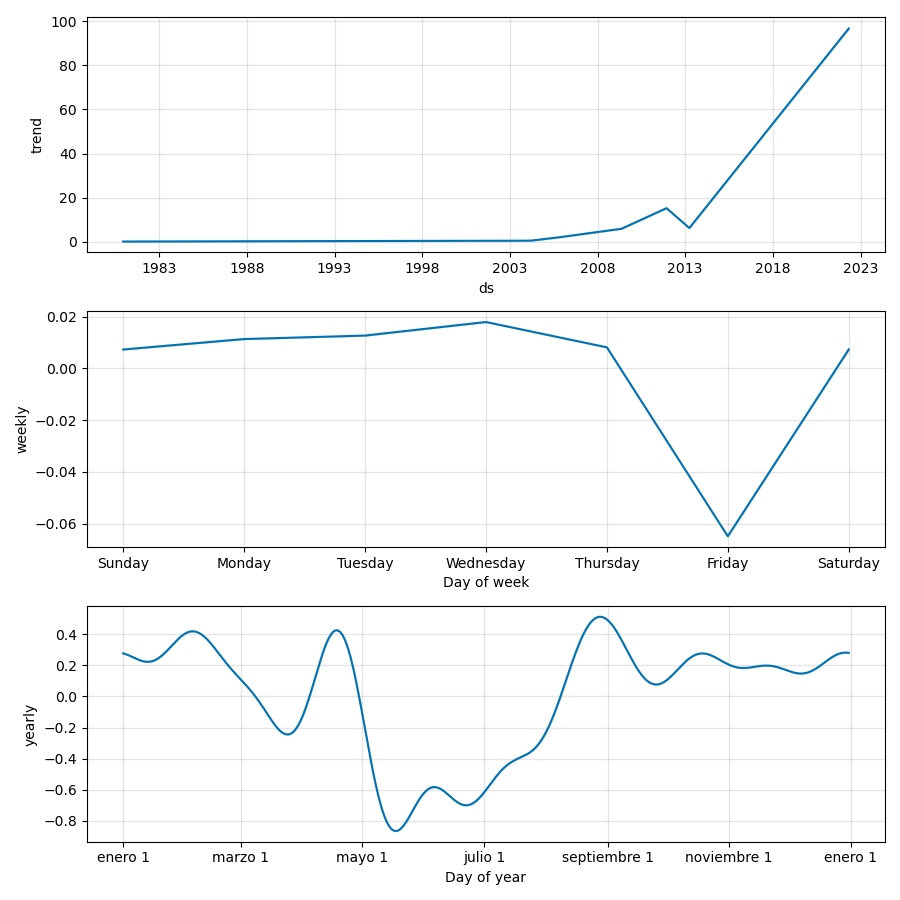 100
80
60
40
20
0
trend
1983 1988 1993 1998 2003 2008 2013 2018 2023
ds
0.02
0.00
−0.02
−0.04
−0.06
weekly
Sunday Monday Tuesday Wednesday Thursday Friday Saturday
Day of week
0.4
0.2
0.0
−0.2
−0.4
−0.6
−0.8
yearly
enero 1 marzo 1 mayo 1 julio 1 septiembre 1 noviembre 1 enero 1
Day of year